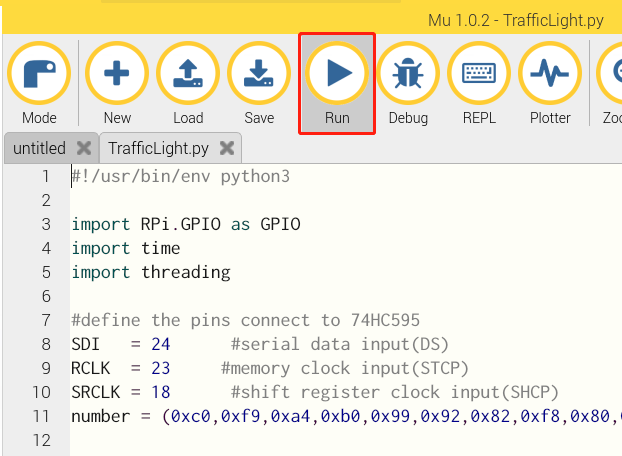 Mu 1.0.2 - TrafficLight.py
Mode New Load Save Run Debug REPL Plotter Zoo
untitled TrafficLight.py
1 #!/usr/bin/env python3
2
3 import RPi.GPIO as GPIO
4 import time
5 import threading
6
7 #define the pins connect to 74HC595
8 SDI   = 24      #serial data input(DS)
9 RCLK  = 23     #memory clock input(STCP)
10 SRCLK = 18      #shift register clock input(SHCP)
11 number = (0xc0,0xf9,0xa4,0xb0,0x99,0x92,0x82,0xf8,0x80,
12